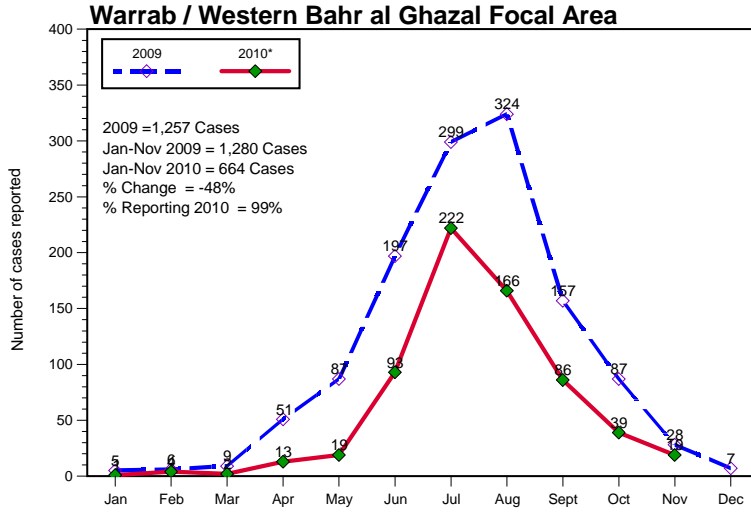 Warrab / Western Bahr al Ghazal Focal Area
2009 2010*
2009 =1,257 Cases
Jan-Nov 2009 = 1,280 Cases
Jan-Nov 2010 = 664 Cases
% Change = -48%
% Reporting 2010 = 99%
Number of cases reported
400
350
300
250
200
150
100
50
0
5 6 9 51 87 197 299 324 157 87 28 7
13 19 93 222 166 86 39 19
Jan Feb Mar Apr May Jun Jul Aug Sept Oct Nov Dec